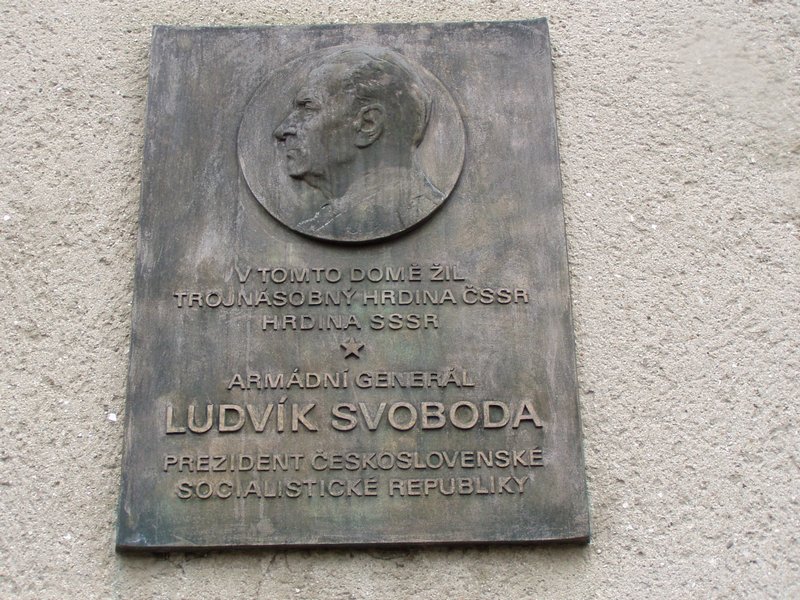 V TOMTO DOMĚ ŽIL
TROJNÁSOBNÝ HRDINA ČSSR
HRDINA SSSR
ARMÁDNÍ GENERÁL
LUDVÍK SVOBODA
PREZIDENT ČESKOSLOVENSKÉ
SOCIALISTICKÉ REPUBLIKY